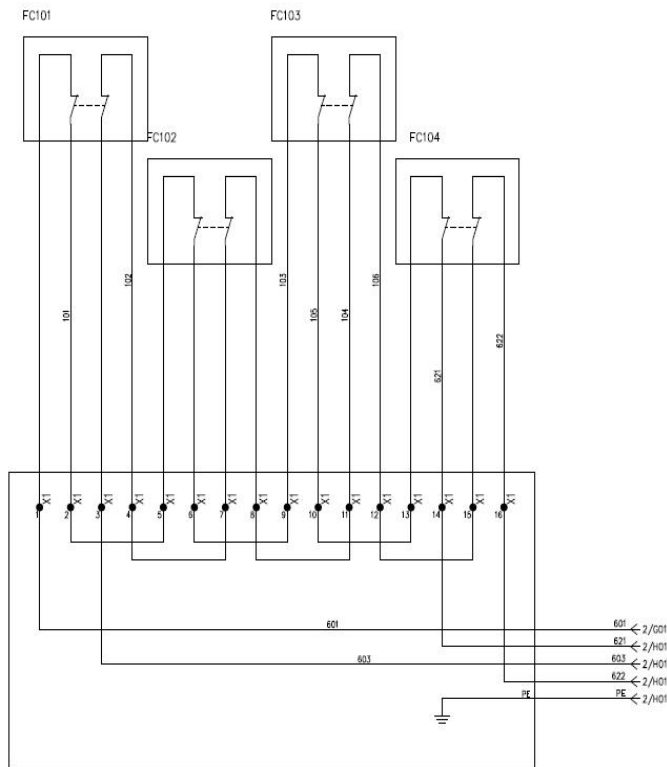 FC101
FC103
FC102
FC104
101
102
103
105
104
106
621
622
X1 X1 X1 X1 X1 X1 X1 X1 X1 X1 X1 X1 X1 X1 X1 X1
1 2 3 4 5 6 7 8 9 10 11 12 13 14 15 16
601 601 2/G01
621 2/H01
603 603 2/H01
622 2/H01
PE PE 2/H01